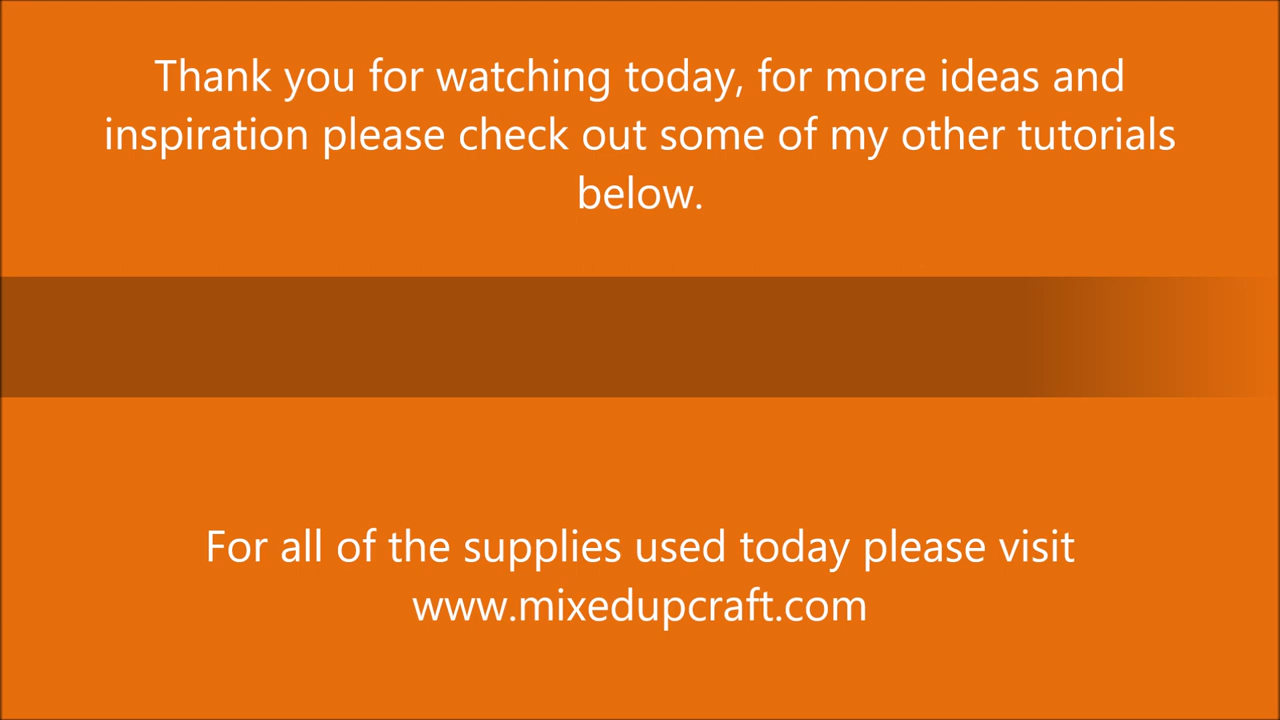 Thank you for watching today, for more ideas and
inspiration please check out some of my other tutorials
below.
For all of the supplies used today please visit
www.mixedupcraft.com